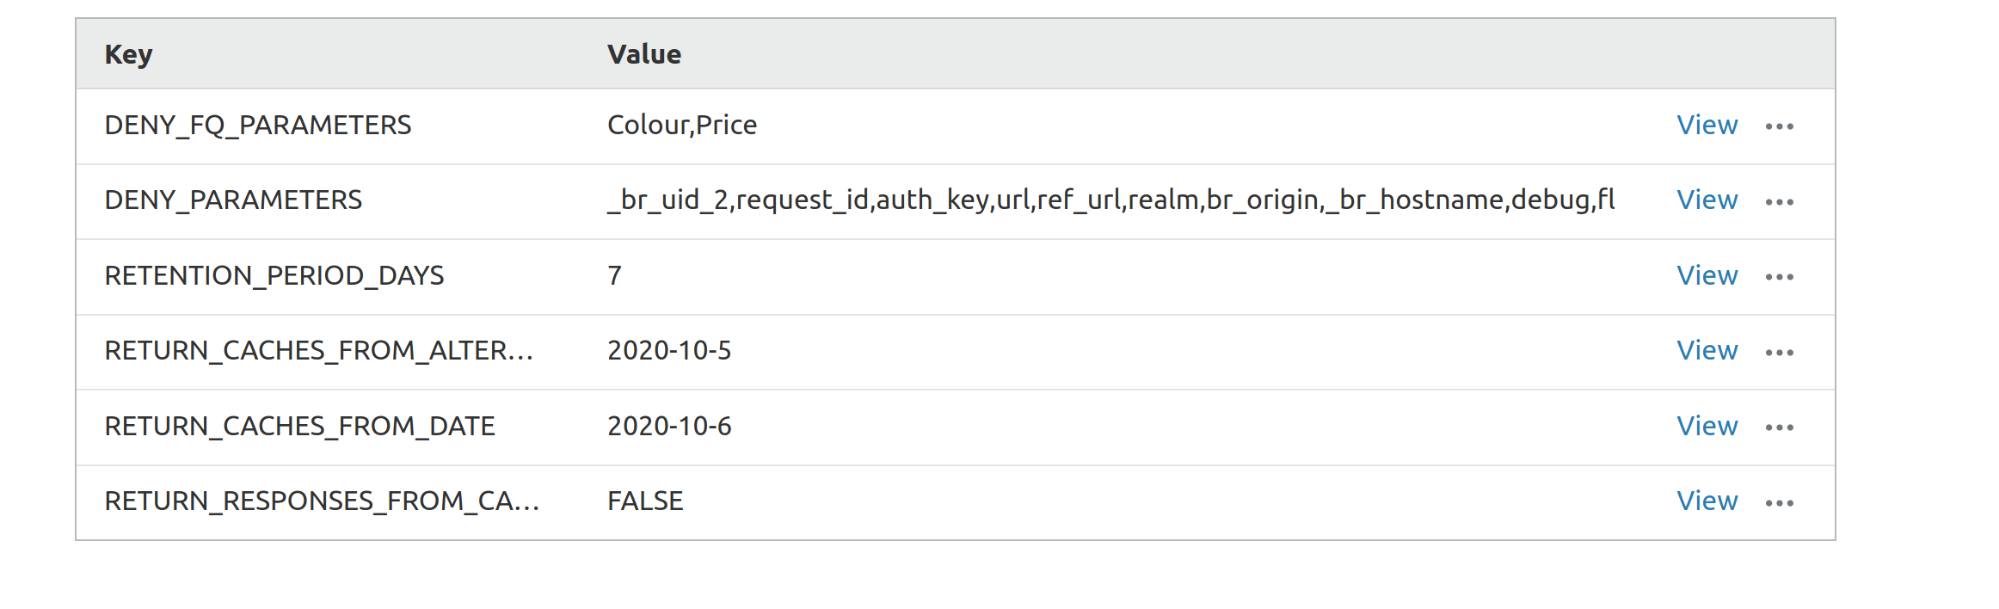 Key Value
DENY_FQ_PARAMETERS Colour,Price View ...
DENY_PARAMETERS _br_uid_2,request_id,auth_key,url,ref_url,realm,br_origin,_br_hostname,debug,fl View ...
RETENTION_PERIOD_DAYS 7 View ...
RETURN_CACHES_FROM_ALTER... 2020-10-5 View ...
RETURN_CACHES_FROM_DATE 2020-10-6 View ...
RETURN_RESPONSES_FROM_CA... FALSE View ...